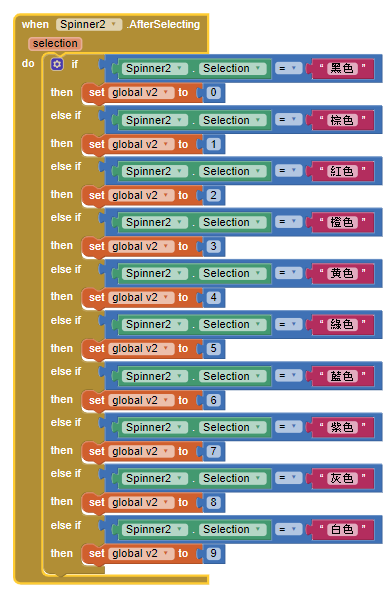 when Spinner2 .AfterSelecting
selection
do if Spinner2 . Selection = " 黑色 "
then set global v2 to 0
else if Spinner2 . Selection = " 棕色 "
then set global v2 to 1
else if Spinner2 . Selection = " 紅色 "
then set global v2 to 2
else if Spinner2 . Selection = " 橙色 "
then set global v2 to 3
else if Spinner2 . Selection = " 黄色 "
then set global v2 to 4
else if Spinner2 . Selection = " 綠色 "
then set global v2 to 5
else if Spinner2 . Selection = " 藍色 "
then set global v2 to 6
else if Spinner2 . Selection = " 紫色 "
then set global v2 to 7
else if Spinner2 . Selection = " 灰色 "
then set global v2 to 8
else if Spinner2 . Selection = " 白色 "
then set global v2 to 9